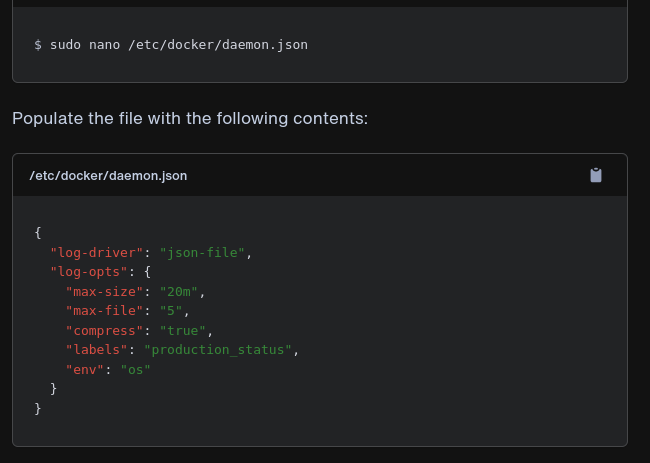 $ sudo nano /etc/docker/daemon.json
Populate the file with the following contents:
/etc/docker/daemon.json
{
  "log-driver": "json-file",
  "log-opts": {
    "max-size": "20m",
    "max-file": "5",
    "compress": "true",
    "labels": "production_status",
    "env": "os"
  }
}